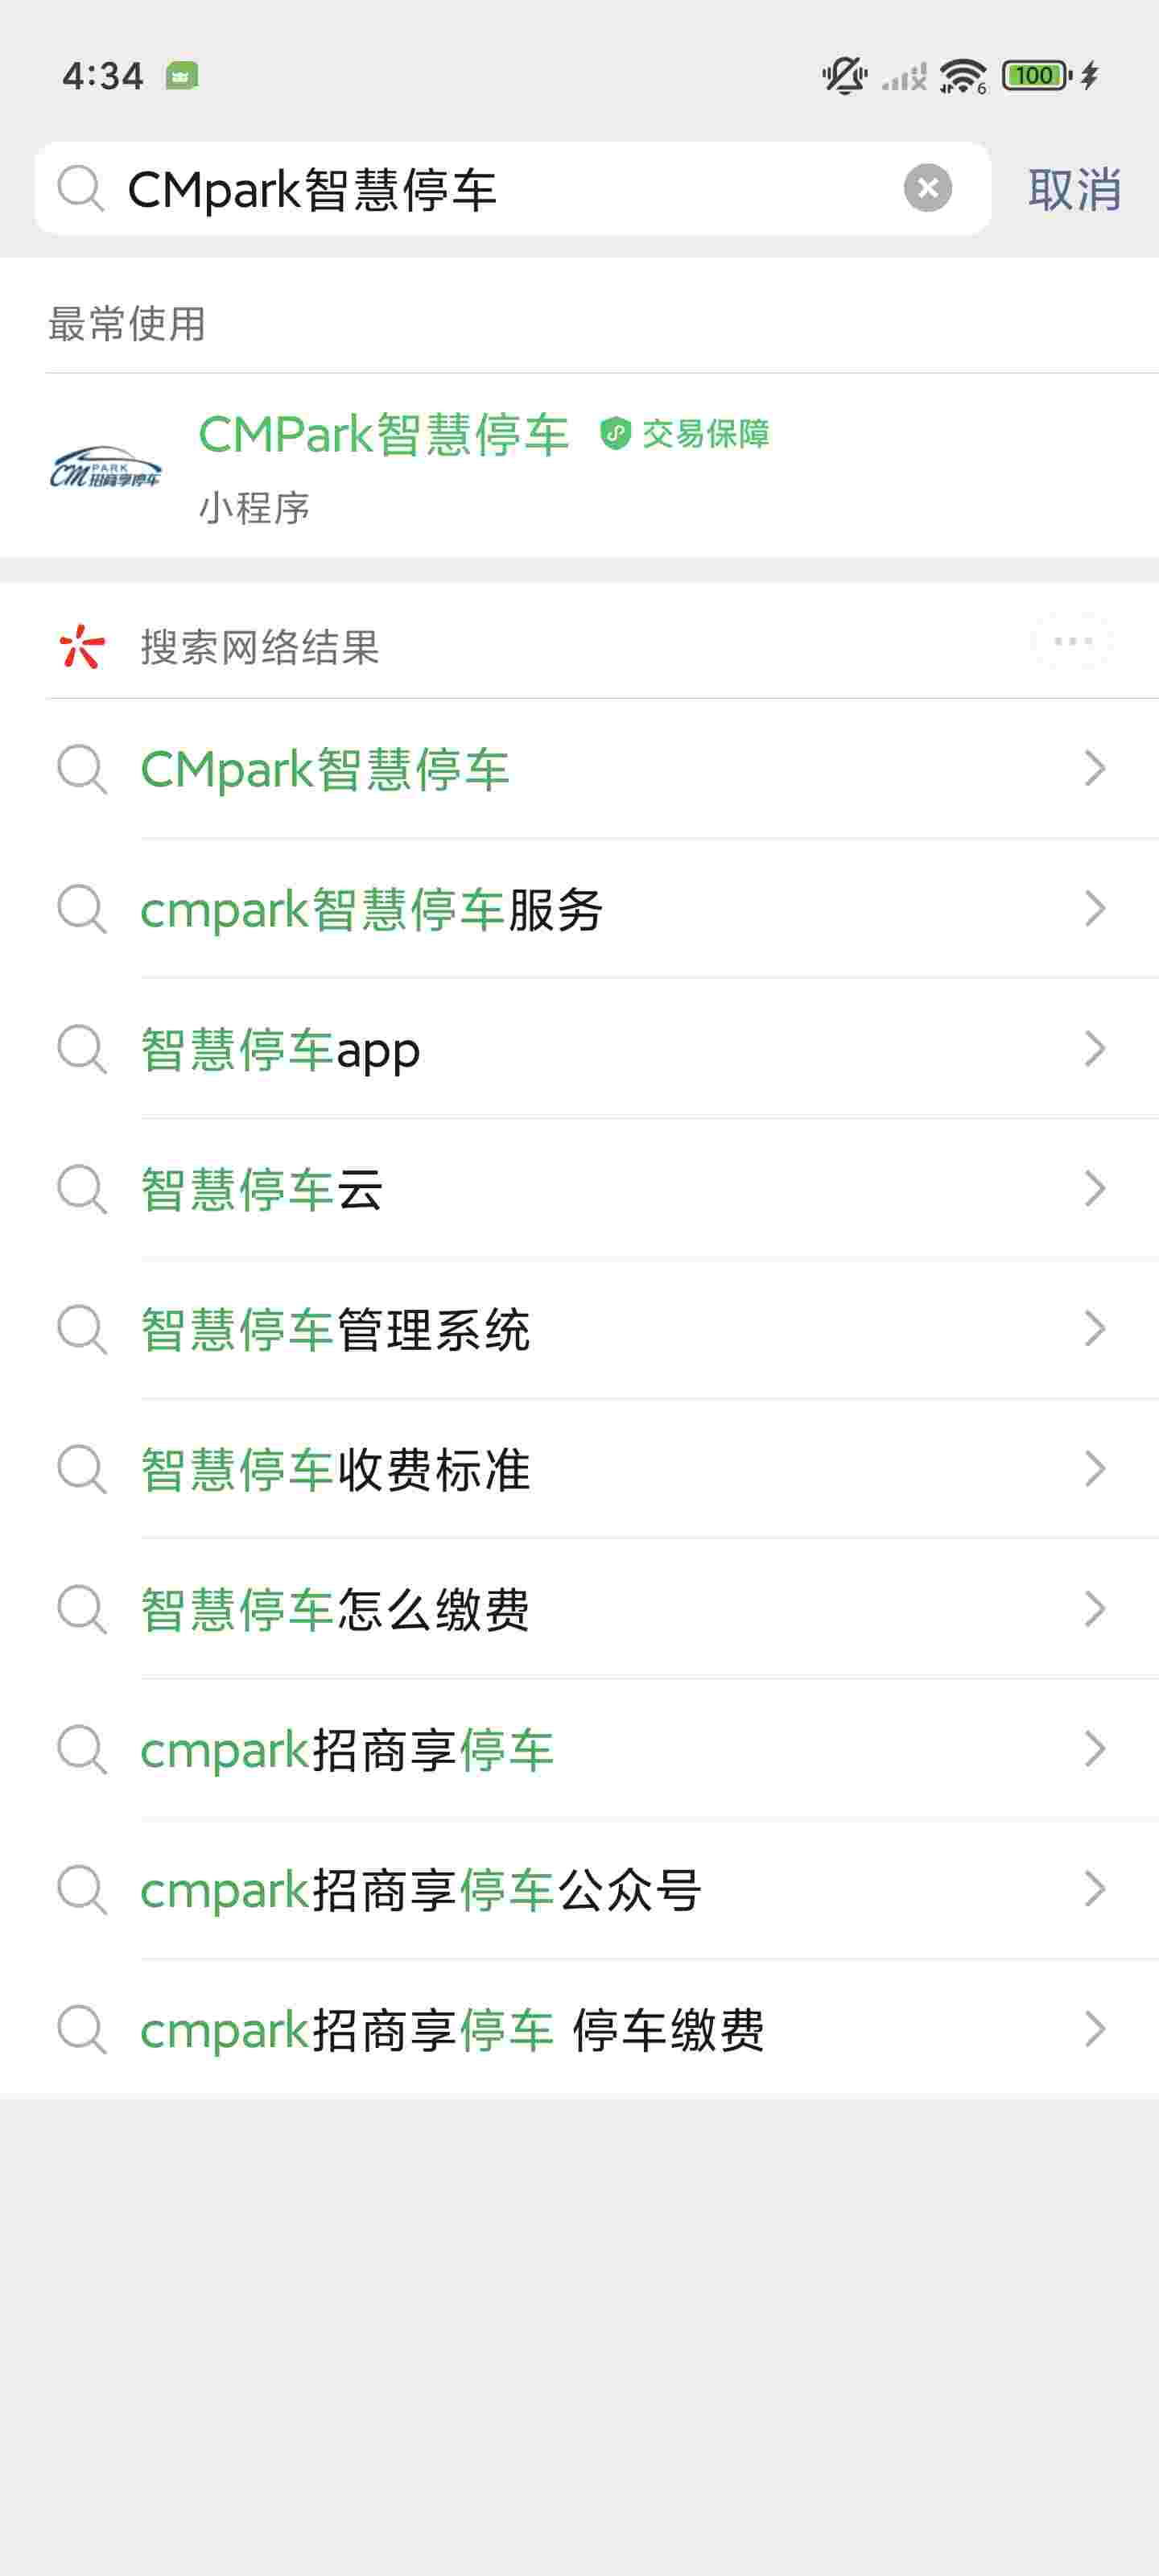 4:34
6
100
CMpark智慧停车
取消
最常使用
CMPark智慧停车 交易保障
CM PARK
招商享停车
小程序
搜索网络结果
CMpark智慧停车
cmpark智慧停车服务
智慧停车app
智慧停车云
智慧停车管理系统
智慧停车收费标准
智慧停车怎么缴费
cmpark招商享停车
cmpark招商享停车公众号
cmpark招商享停车 停车缴费